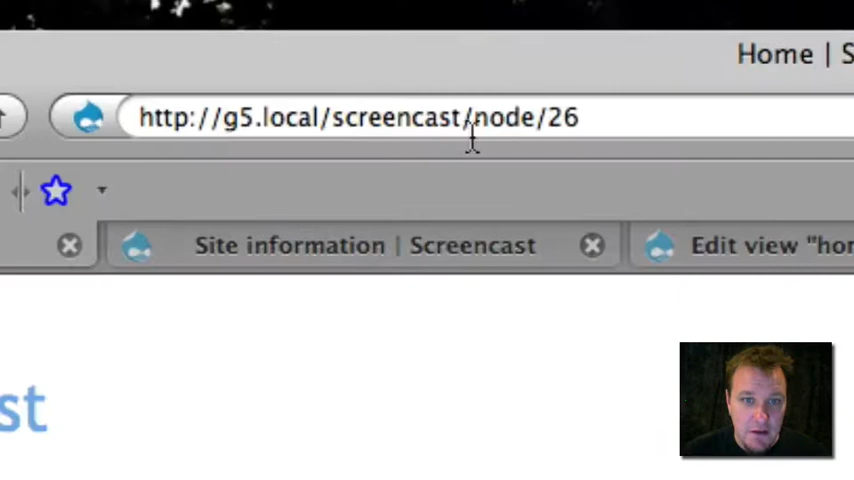 Home | S
http://g5.local/screencast/node/26
Site information | Screencast
Edit view "hor
st